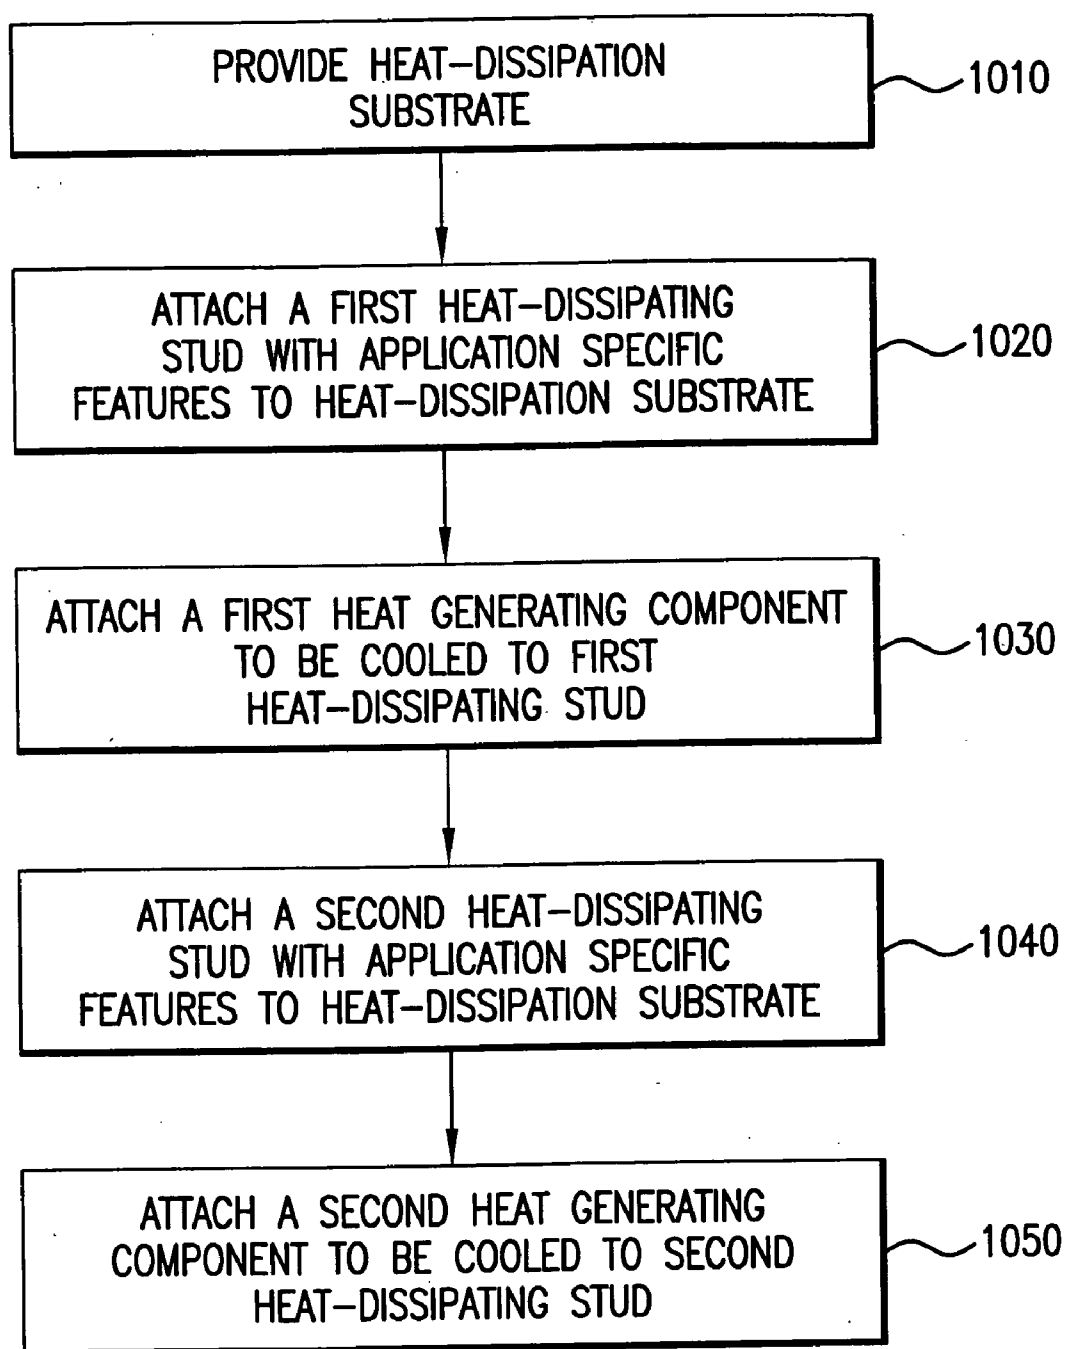 PROVIDE HEAT-DISSIPATION
SUBSTRATE
1010
ATTACH A FIRST HEAT-DISSIPATING
STUD WITH APPLICATION SPECIFIC
FEATURES TO HEAT-DISSIPATION SUBSTRATE
1020
ATTACH A FIRST HEAT GENERATING COMPONENT
TO BE COOLED TO FIRST
HEAT-DISSIPATING STUD
1030
ATTACH A SECOND HEAT-DISSIPATING
STUD WITH APPLICATION SPECIFIC
FEATURES TO HEAT-DISSIPATION SUBSTRATE
1040
ATTACH A SECOND HEAT GENERATING
COMPONENT TO BE COOLED TO SECOND
HEAT-DISSIPATING STUD
1050